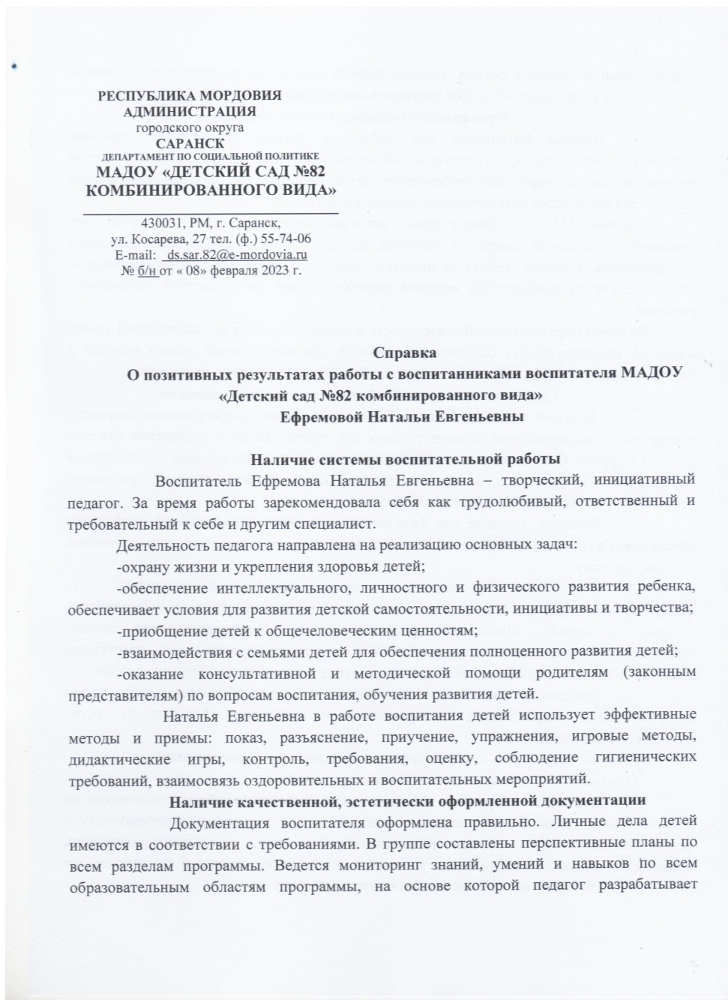 РЕСПУБЛИКА МОРДОВИЯ
АДМИНИСТРАЦИЯ
городского округа
САРАНСК
ДЕПАРТАМЕНТ ПО СОЦИАЛЬНОЙ ПОЛИТИКЕ
МАДОУ «ДЕТСКИЙ САД №82
КОМБИНИРОВАННОГО ВИДА»
430031, РМ, г. Саранск,
ул. Косарева, 27 тел. (ф.) 55-74-06
E-mail: ds.sar.82@e-mordovia.ru
№ б/н от « 08» февраля 2023 г.
Справка
О позитивных результатах работы с воспитанниками воспитателя МАДОУ
«Детский сад №82 комбинированного вида»
Ефремовой Натальи Евгеньевны
Наличие системы воспитательной работы
Воспитатель Ефремова Наталья Евгеньевна – творческий, инициативный
педагог. За время работы зарекомендовала себя как трудолюбивый, ответственный и
требовательный к себе и другим специалист.
Деятельность педагога направлена на реализацию основных задач:
-охрану жизни и укрепления здоровья детей;
-обеспечение интеллектуального, личностного и физического развития ребенка,
обеспечивает условия для развития детской самостоятельности, инициативы и творчества;
-приобщение детей к общечеловеческим ценностям;
-взаимодействия с семьями детей для обеспечения полноценного развития детей;
-оказание консультативной и методической помощи родителям (законным
представителям) по вопросам воспитания, обучения развития детей.
Наталья Евгеньевна в работе воспитания детей использует эффективные
методы и приемы: показ, разъяснение, приучение, упражнения, игровые методы,
дидактические игры, контроль, требования, оценку, соблюдение гигиенических
требований, взаимосвязь оздоровительных и воспитательных мероприятий.
Наличие качественной, эстетически оформленной документации
Документация воспитателя оформлена правильно. Личные дела детей
имеются в соответствии с требованиями. В группе составлены перспективные планы по
всем разделам программы. Ведется мониторинг знаний, умений и навыков по всем
образовательным областям программы, на основе которой педагог разрабатывает